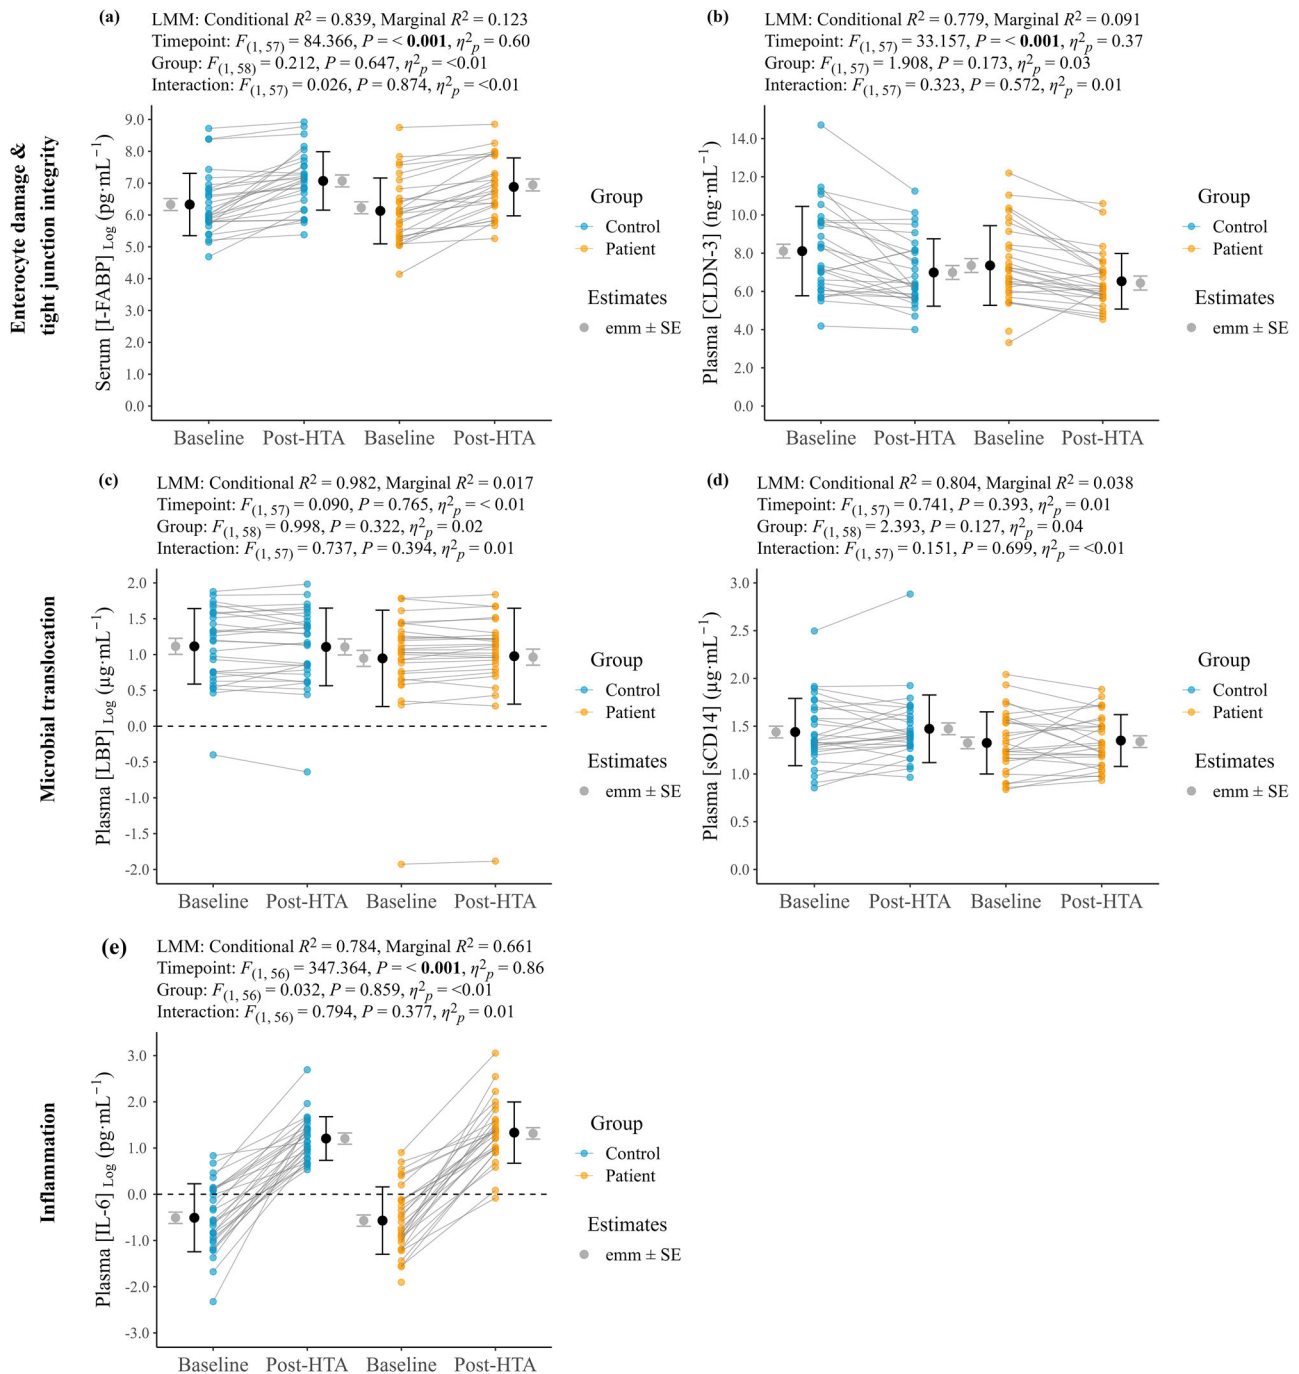 (a) LMM: Conditional R² = 0.839, Marginal R² = 0.123
Timepoint: F(1, 57) = 84.366, P = < 0.001, η²p = 0.60
Group: F(1, 58) = 0.212, P = 0.647, η²p = <0.01
Interaction: F(1, 57) = 0.026, P = 0.874, η²p = <0.01
Enterocyte damage &
tight junction integrity
Serum [I-FABP] Log (pg·mL⁻¹)
9.0
8.0
7.0
6.0
5.0
4.0
3.0
2.0
1.0
0.0
Baseline Post-HTA Baseline Post-HTA
Group
Control
Patient
Estimates
emm ± SE
(b) LMM: Conditional R² = 0.779, Marginal R² = 0.091
Timepoint: F(1, 57) = 33.157, P = < 0.001, η²p = 0.37
Group: F(1, 57) = 1.908, P = 0.173, η²p = 0.03
Interaction: F(1, 57) = 0.323, P = 0.572, η²p = 0.01
Plasma [CLDN-3] (ng·mL⁻¹)
14.0
12.0
10.0
8.0
6.0
4.0
2.0
0.0
Baseline Post-HTA Baseline Post-HTA
Group
Control
Patient
Estimates
emm ± SE
(c) LMM: Conditional R² = 0.982, Marginal R² = 0.017
Timepoint: F(1, 57) = 0.090, P = 0.765, η²p = < 0.01
Group: F(1, 58) = 0.998, P = 0.322, η²p = 0.02
Interaction: F(1, 57) = 0.737, P = 0.394, η²p = 0.01
Microbial translocation
Plasma [LBP] Log (µg·mL⁻¹)
2.0
1.5
1.0
0.5
0.0
-0.5
-1.0
-1.5
-2.0
Baseline Post-HTA Baseline Post-HTA
Group
Control
Patient
Estimates
emm ± SE
(d) LMM: Conditional R² = 0.804, Marginal R² = 0.038
Timepoint: F(1, 57) = 0.741, P = 0.393, η²p = 0.01
Group: F(1, 58) = 2.393, P = 0.127, η²p = 0.04
Interaction: F(1, 57) = 0.151, P = 0.699, η²p = <0.01
Plasma [sCD14] (µg·mL⁻¹)
3.0
2.5
2.0
1.5
1.0
0.5
0.0
Baseline Post-HTA Baseline Post-HTA
Group
Control
Patient
Estimates
emm ± SE
(e) LMM: Conditional R² = 0.784, Marginal R² = 0.661
Timepoint: F(1, 56) = 347.364, P = < 0.001, η²p = 0.86
Group: F(1, 56) = 0.032, P = 0.859, η²p = <0.01
Interaction: F(1, 56) = 0.794, P = 0.377, η²p = 0.01
Inflammation
Plasma [IL-6] Log (pg·mL⁻¹)
3.0
2.0
1.0
0.0
-1.0
-2.0
-3.0
Baseline Post-HTA Baseline Post-HTA
Group
Control
Patient
Estimates
emm ± SE